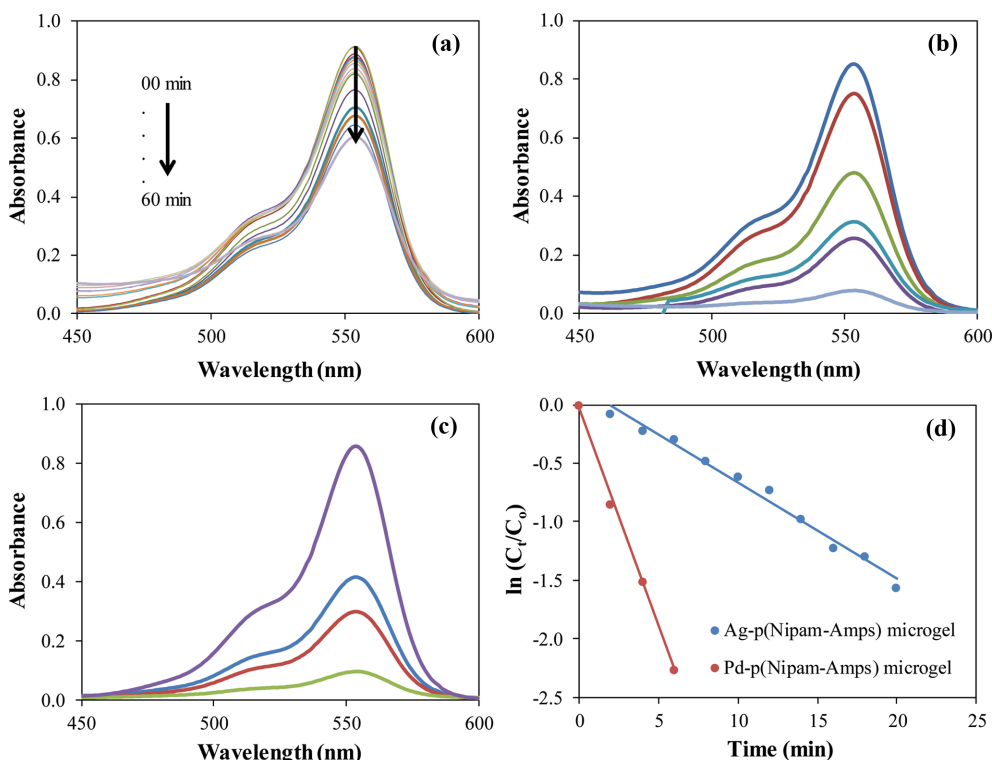 (a)
1.0
0.8
0.6
0.4
0.2
0.0
Absorbance
00 min
.
.
.
.
60 min
450
500
550
600
Wavelength (nm)
(b)
1.0
0.8
0.6
0.4
0.2
0.0
Absorbance
450
500
550
600
Wavelength (nm)
(c)
1.0
0.8
0.6
0.4
0.2
0.0
Absorbance
450
500
550
600
Wavelength (nm)
(d)
0.0
-0.5
-1.0
-1.5
-2.0
-2.5
ln (Ct/Co)
Ag-p(Nipam-Amps) microgel
Pd-p(Nipam-Amps) microgel
0
5
10
15
20
25
Time (min)